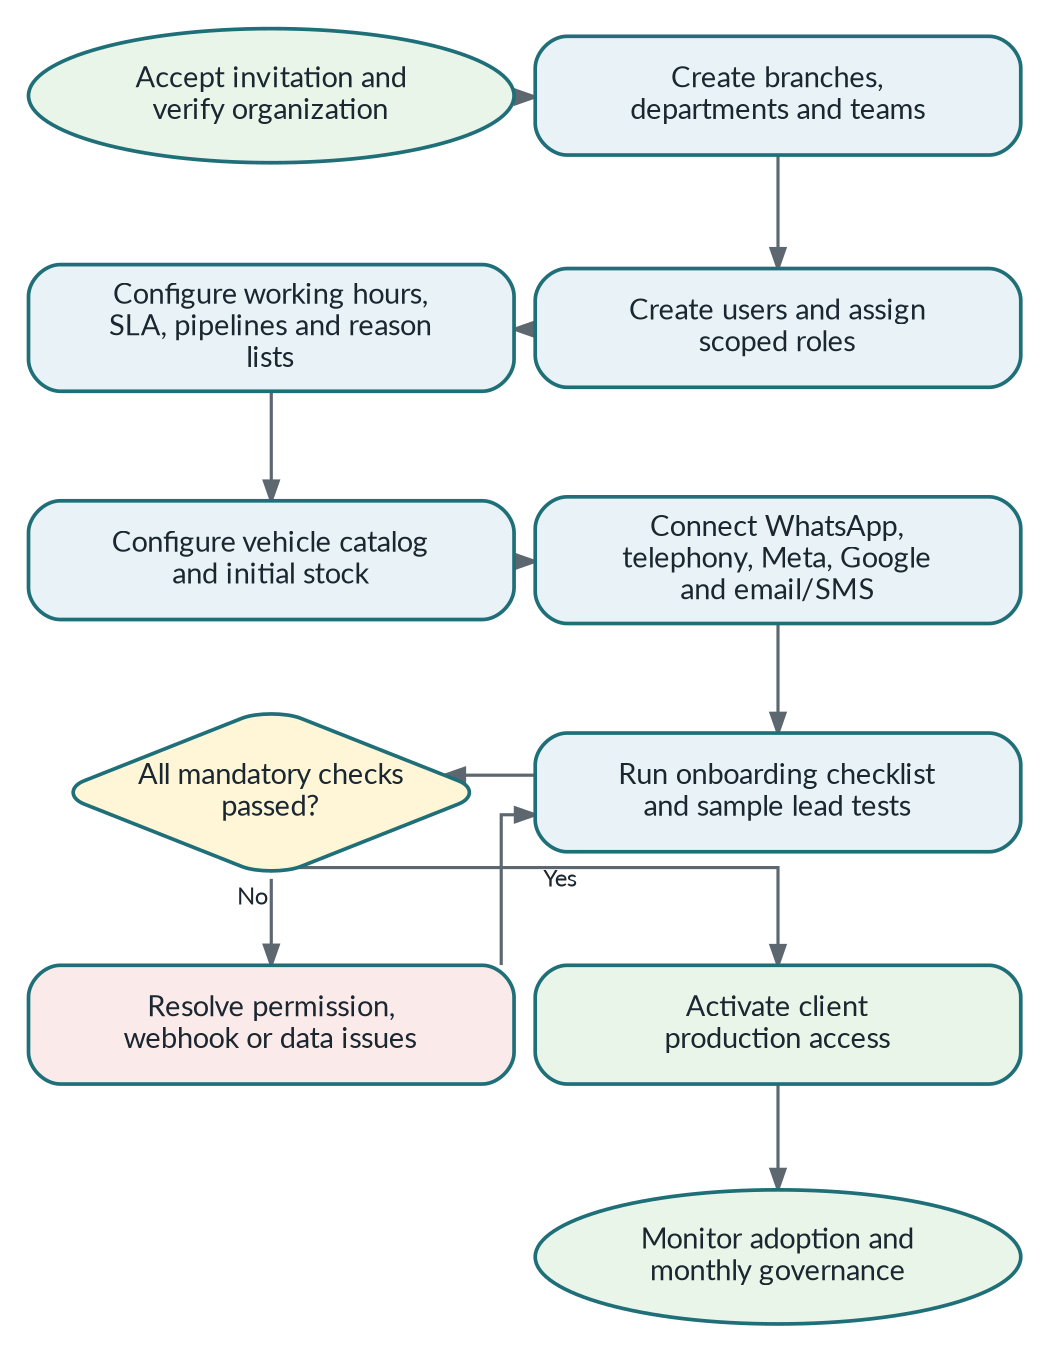 Accept invitation and
verify organization
Create branches,
departments and teams
Create users and assign
scoped roles
Configure working hours,
SLA, pipelines and reason
lists
Configure vehicle catalog
and initial stock
Connect WhatsApp,
telephony, Meta, Google
and email/SMS
Run onboarding checklist
and sample lead tests
All mandatory checks
passed?
No
Yes
Resolve permission,
webhook or data issues
Activate client
production access
Monitor adoption and
monthly governance